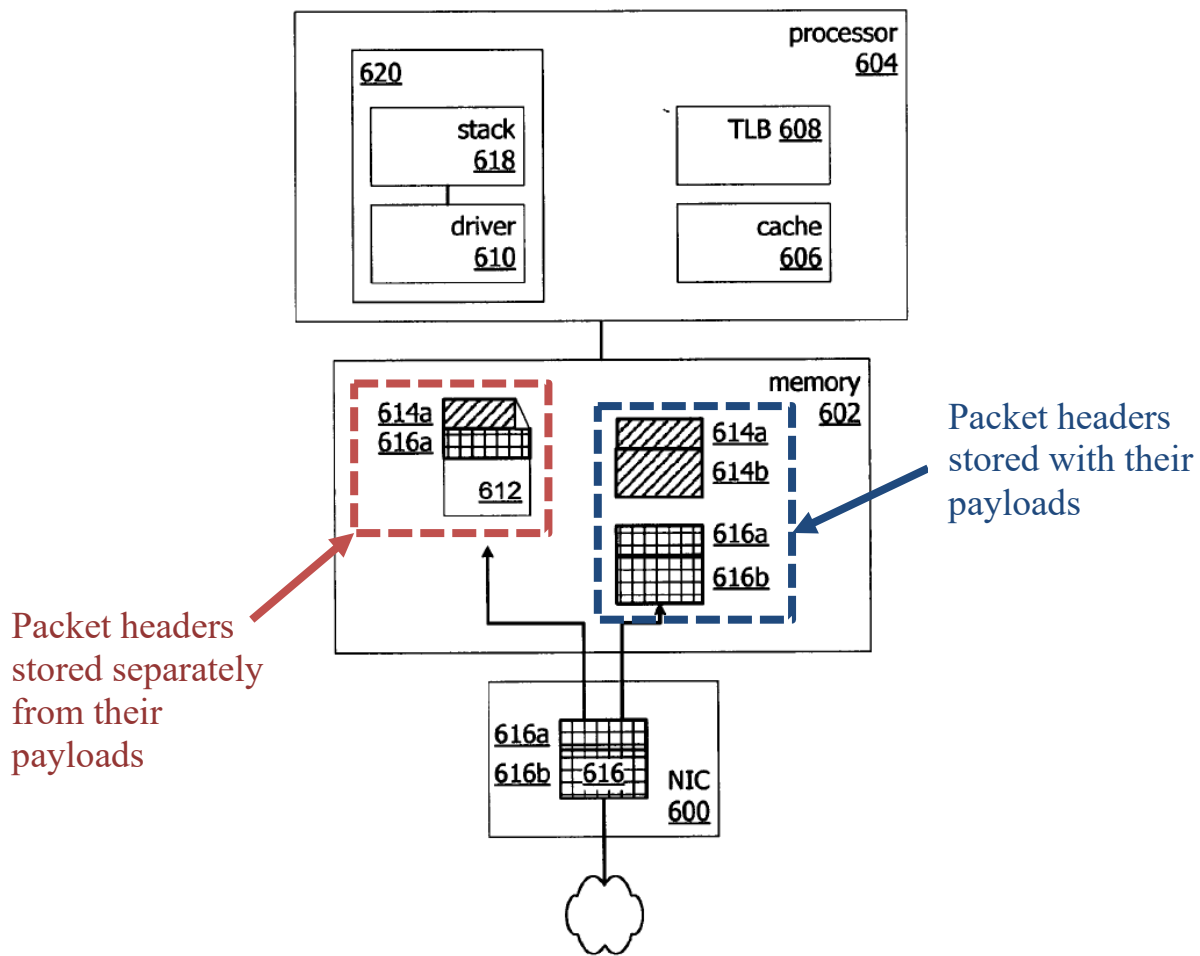 processor
604
620
stack
618
TLB 608
driver
610
cache
606
memory
602
614a
616a
612
614a
614b
616a
616b
Packet headers
stored with their
payloads
Packet headers
stored separately
from their
payloads
616a
616b
616
NIC
600